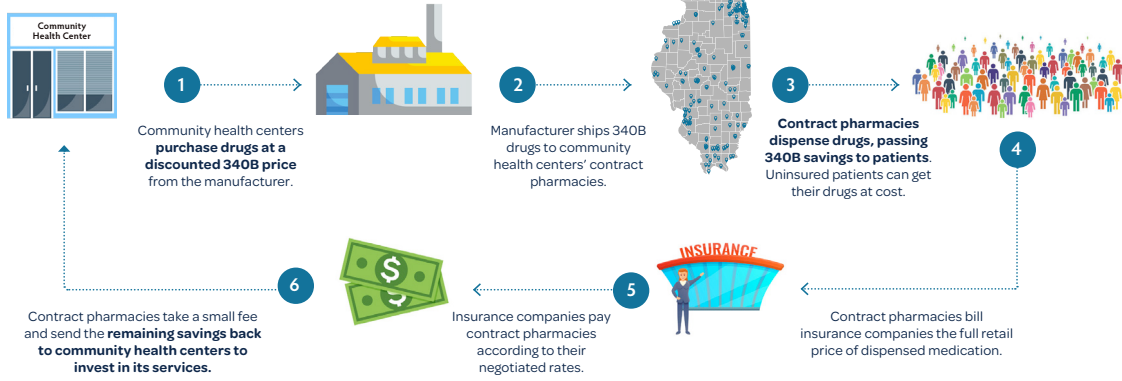 Community
Health Center
1
Community health centers
purchase drugs at a
discounted 340B price
from the manufacturer.
2
Manufacturer ships 340B
drugs to community
health centers' contract
pharmacies.
3
Contract pharmacies
dispense drugs, passing
340B savings to patients.
Uninsured patients can get
their drugs at cost.
4
Contract pharmacies bill
insurance companies the full retail
price of dispensed medication.
INSURANCE
5
Insurance companies pay
contract pharmacies
according to their
negotiated rates.
$
$
6
Contract pharmacies take a small fee
and send the remaining savings back
to community health centers to
invest in its services.